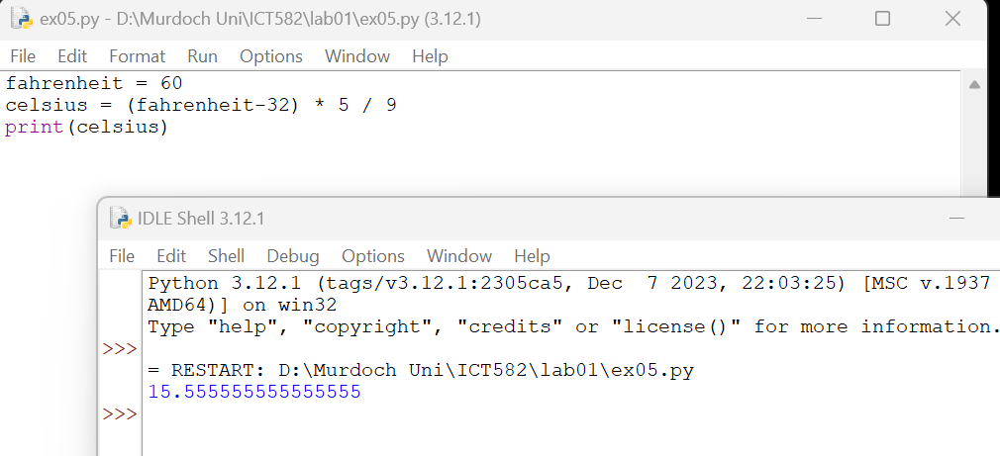 ex05.py - D:\Murdoch Uni\ICT582\lab01\ex05.py (3.12.1)
File Edit Format Run Options Window Help
fahrenheit = 60
celsius = (fahrenheit-32) * 5 / 9
print(celsius)
IDLE Shell 3.12.1
File Edit Shell Debug Options Window Help
Python 3.12.1 (tags/v3.12.1:2305ca5, Dec  7 2023, 22:03:25) [MSC v.1937
AMD64)] on win32
Type "help", "copyright", "credits" or "license()" for more information.
>>>
= RESTART: D:\Murdoch Uni\ICT582\lab01\ex05.py
15.555555555555555
>>>